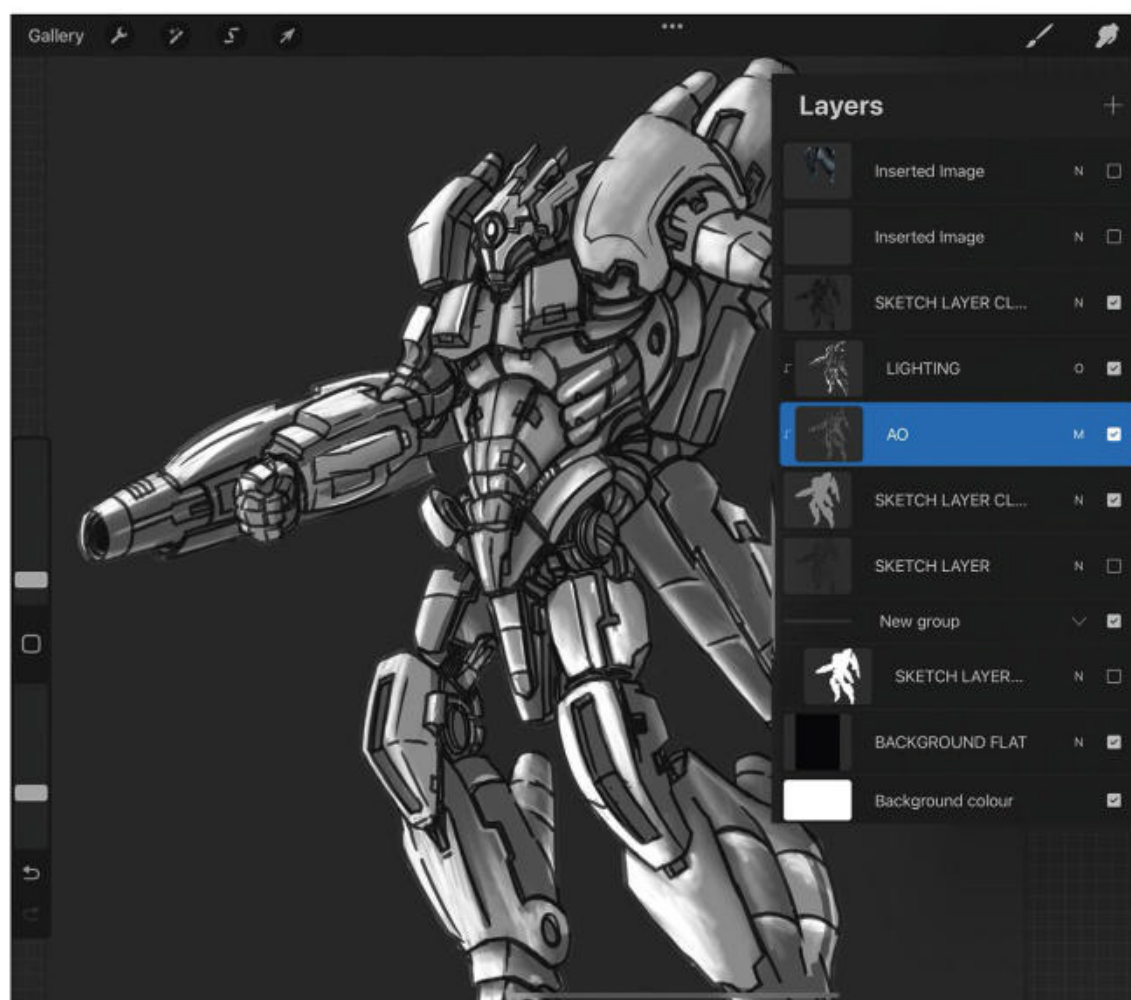 Gallery
Layers
Inserted Image N
Inserted Image N
SKETCH LAYER CL... N
LIGHTING O
AO M
SKETCH LAYER CL... N
SKETCH LAYER N
New group
SKETCH LAYER... N
BACKGROUND FLAT N
Background colour